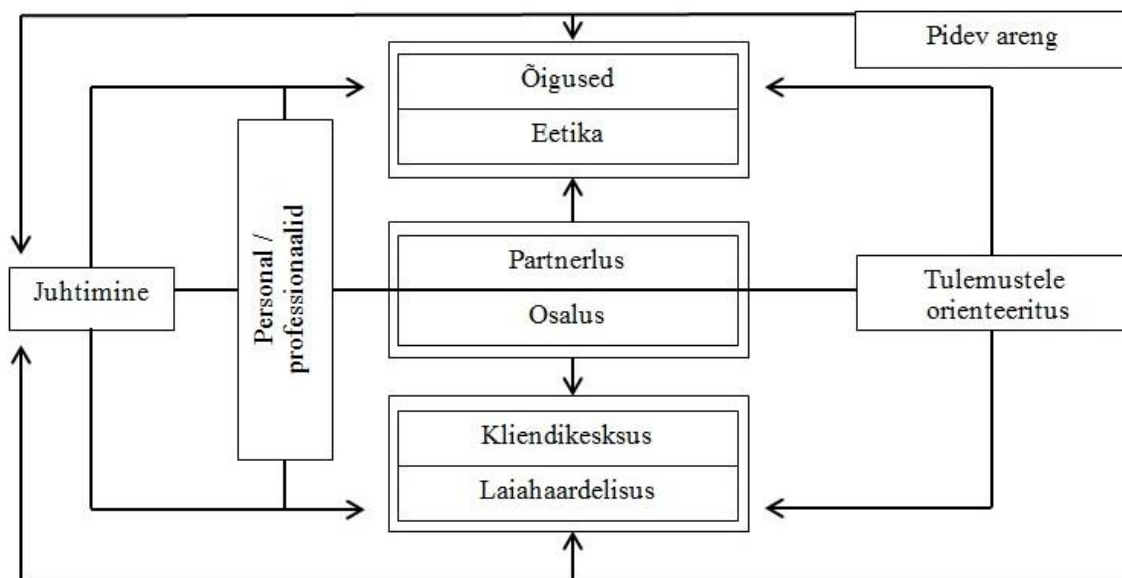 Pidev areng
Õigused
Eetika
Personal /
professionaalid
Partnerlus
Juhtimine
Tulemustele
orienteeritus
Osalus
Kliendikesksus
Laiahaardelisus